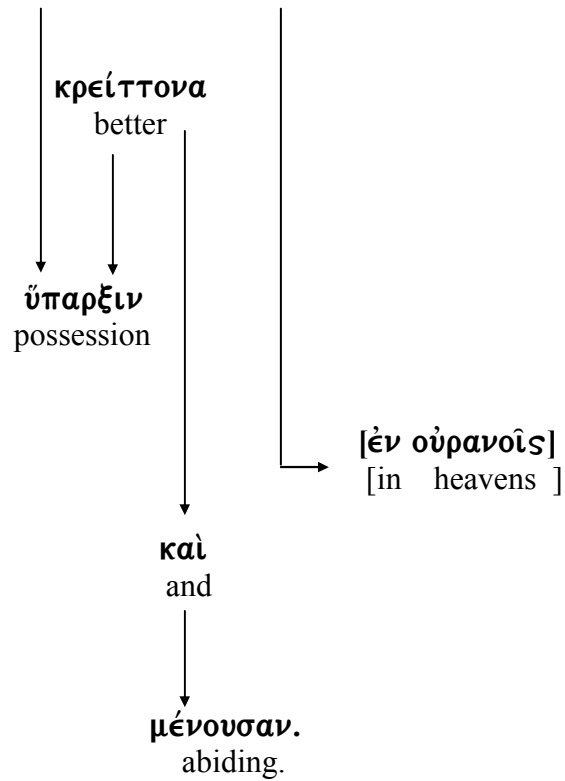 κρείττονα
better
ὕπαρξιν
possession
[ἐν οὐρανοῖς]
[in heavens ]
καὶ
and
μένουσαν.
abiding.